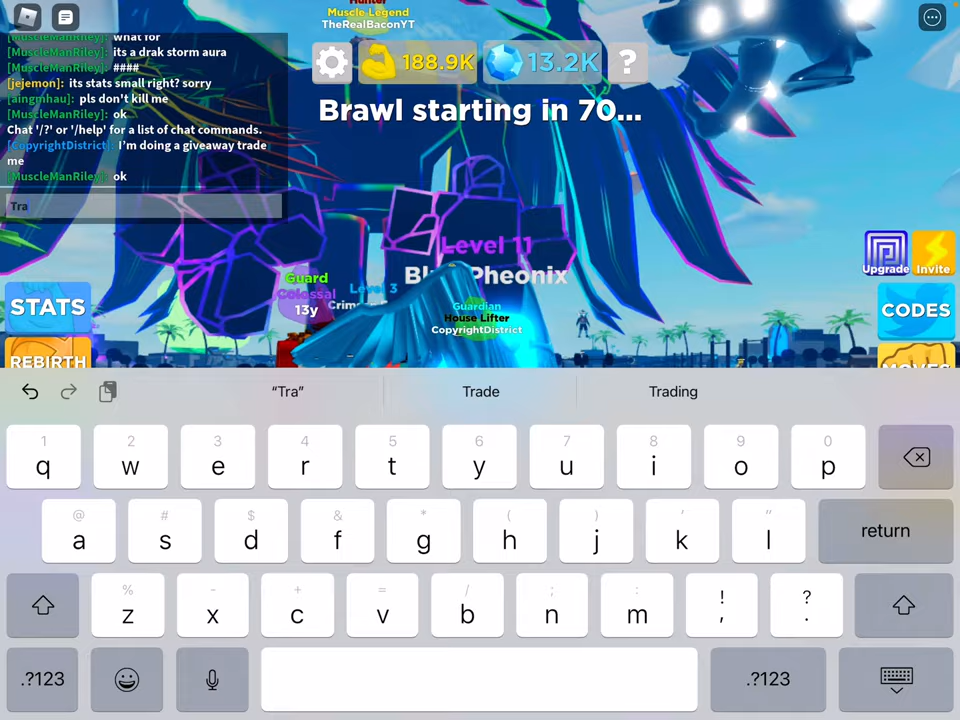 Hunter
Muscle-Legend
TheRealBaconYT
[MuscleManRiley]: what for
[MuscleManRiley]: its a drak storm aura
[MuscleManRiley]: ####
[jejemon]: its stats small right? sorry
[aingmhau]: pls don't kill me
[MuscleManRiley]: ok
Chat '/?' or '/help' for a list of chat commands.
[CopyrightDistrict]: I'm doing a giveaway trade
me
[MuscleManRiley]: ok
Tra
188.9K
13.2K
?
Brawl starting in 70...
Level 11
Pheonix
Guard
Colossal
13y
Level 3
Guardian
House Lifter
CopyrightDistrict
Upgrade
Invite
STATS
CODES
REBIRTH
MOVES
“Tra” Trade Trading
1 2 3 4 5 6 7 8 9 0
q w e r t y u i o p
@ # $ & * ( ) ' "
a s d f g h j k l return
% - + = / ; : ! ?
z x c v b n m , .
.?123 .?123